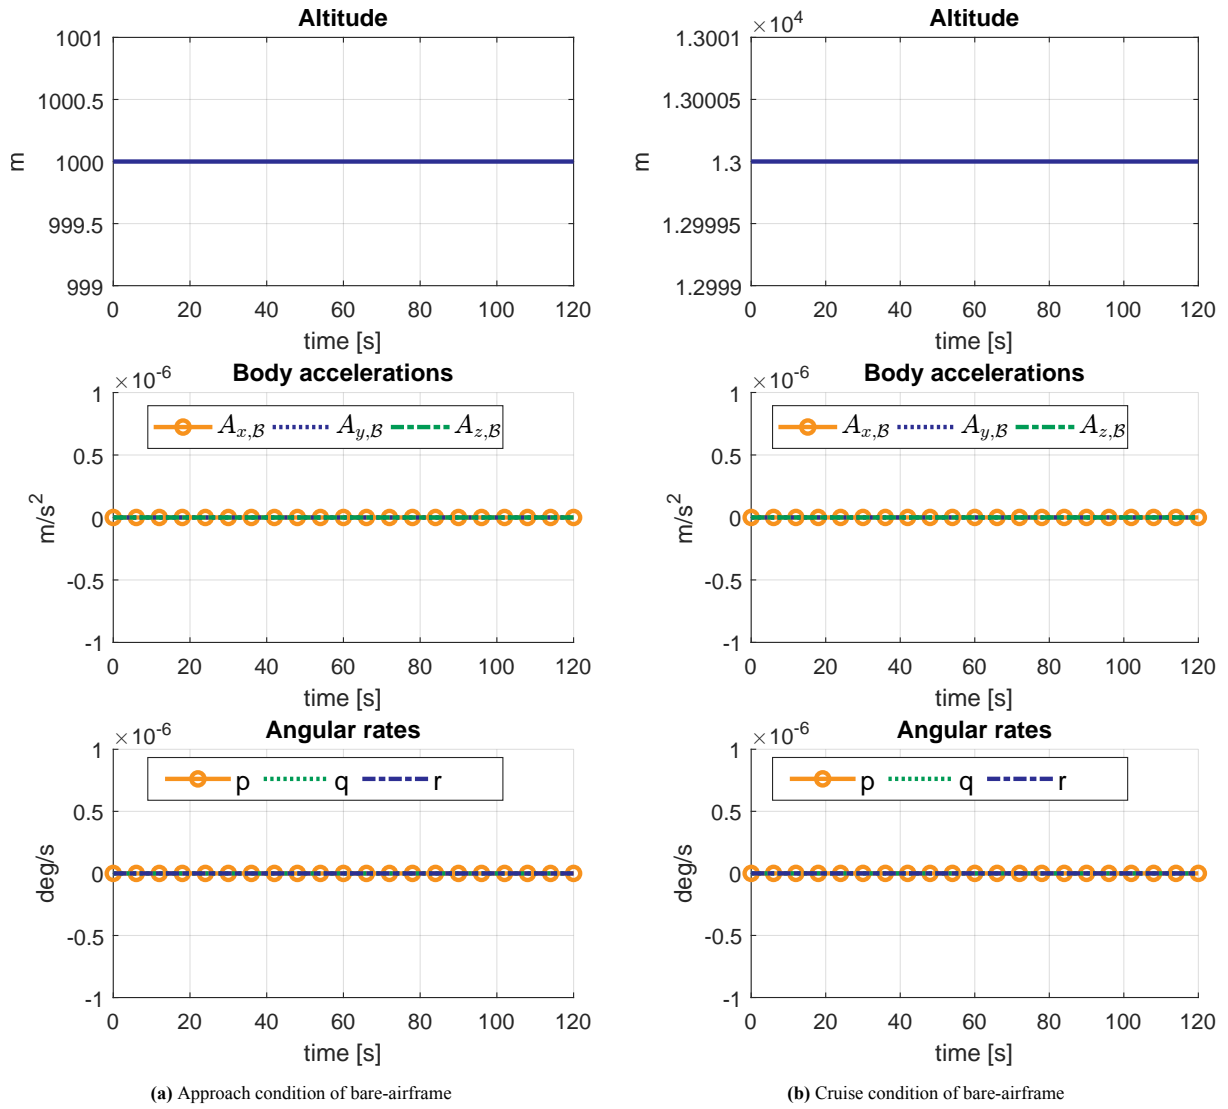 Altitude
1001
1000.5
1000
999.5
999
m
0 20 40 60 80 100 120
time [s]
Body accelerations
×10⁻⁶
1
0.5
0
-0.5
-1
m/s²
A_{x,ℬ} A_{y,ℬ} A_{z,ℬ}
0 20 40 60 80 100 120
time [s]
Angular rates
×10⁻⁶
1
0.5
0
-0.5
-1
deg/s
p q r
0 20 40 60 80 100 120
time [s]
(a) Approach condition of bare-airframe
Altitude
×10⁴
1.3001
1.30005
1.3
1.29995
1.2999
m
0 20 40 60 80 100 120
time [s]
Body accelerations
×10⁻⁶
1
0.5
0
-0.5
-1
m/s²
A_{x,ℬ} A_{y,ℬ} A_{z,ℬ}
0 20 40 60 80 100 120
time [s]
Angular rates
×10⁻⁶
1
0.5
0
-0.5
-1
deg/s
p q r
0 20 40 60 80 100 120
time [s]
(b) Cruise condition of bare-airframe